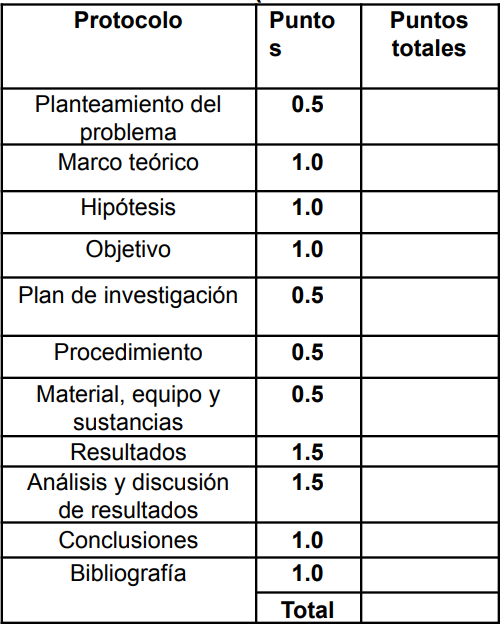 Protocolo Puntos Puntos totales
Planteamiento del problema 0.5
Marco teórico 1.0
Hipótesis 1.0
Objetivo 1.0
Plan de investigación 0.5
Procedimiento 0.5
Material, equipo y sustancias 0.5
Resultados 1.5
Análisis y discusión de resultados 1.5
Conclusiones 1.0
Bibliografía 1.0
Total